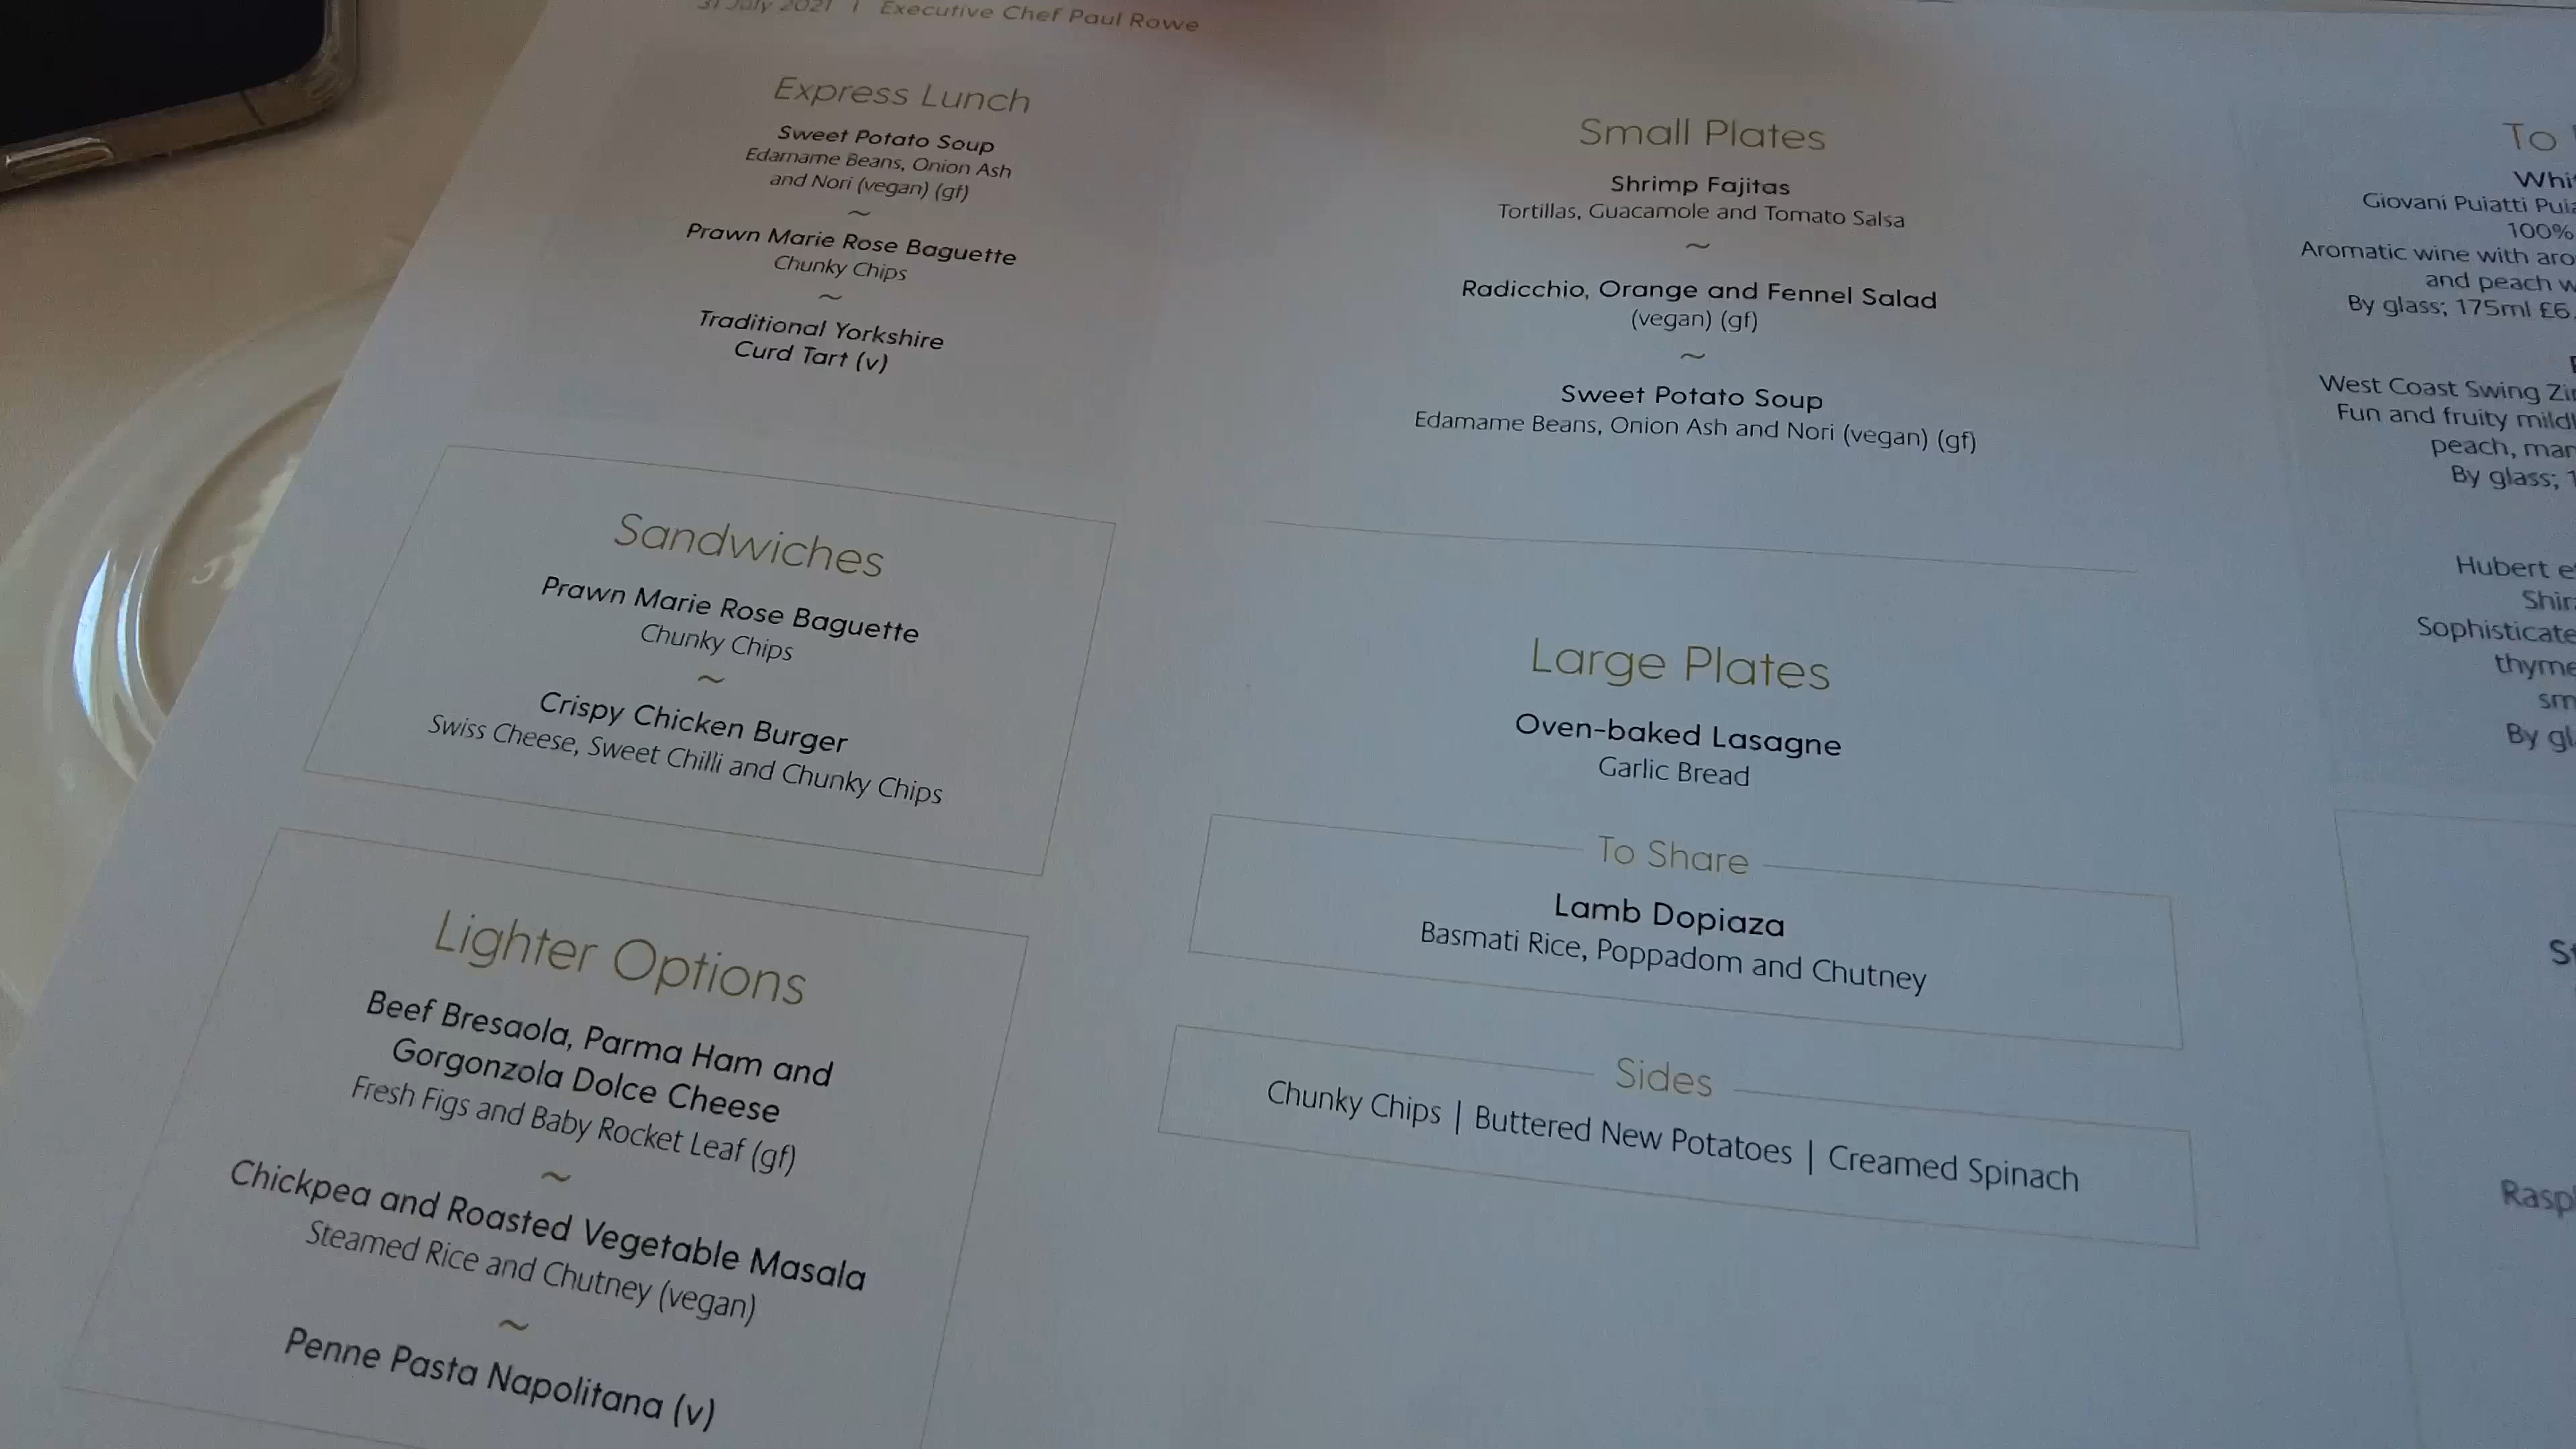 31 July 2021 | Executive Chef Paul Rowe
Express Lunch
Sweet Potato Soup
Edamame Beans, Onion Ash
and Nori (vegan) (gf)
~
Prawn Marie Rose Baguette
Chunky Chips
~
Traditional Yorkshire
Curd Tart (v)
Sandwiches
Prawn Marie Rose Baguette
Chunky Chips
~
Crispy Chicken Burger
Swiss Cheese, Sweet Chilli and Chunky Chips
Lighter Options
Beef Bresaola, Parma Ham and
Gorgonzola Dolce Cheese
Fresh Figs and Baby Rocket Leaf (gf)
~
Chickpea and Roasted Vegetable Masala
Steamed Rice and Chutney (vegan)
~
Penne Pasta Napolitana (v)
Small Plates
Shrimp Fajitas
Tortillas, Guacamole and Tomato Salsa
~
Radicchio, Orange and Fennel Salad
(vegan) (gf)
~
Sweet Potato Soup
Edamame Beans, Onion Ash and Nori (vegan) (gf)
Large Plates
Oven-baked Lasagne
Garlic Bread
To Share
Lamb Dopiaza
Basmati Rice, Poppadom and Chutney
Sides
Chunky Chips | Buttered New Potatoes | Creamed Spinach
To
Giovani Puiatti
100%
Aromatic wine with
and peach
By glass; 175ml £6.
West Coast Swing
Fun and fruity
peach,
By glass;
Hubert
Sophisticate
thyme
By